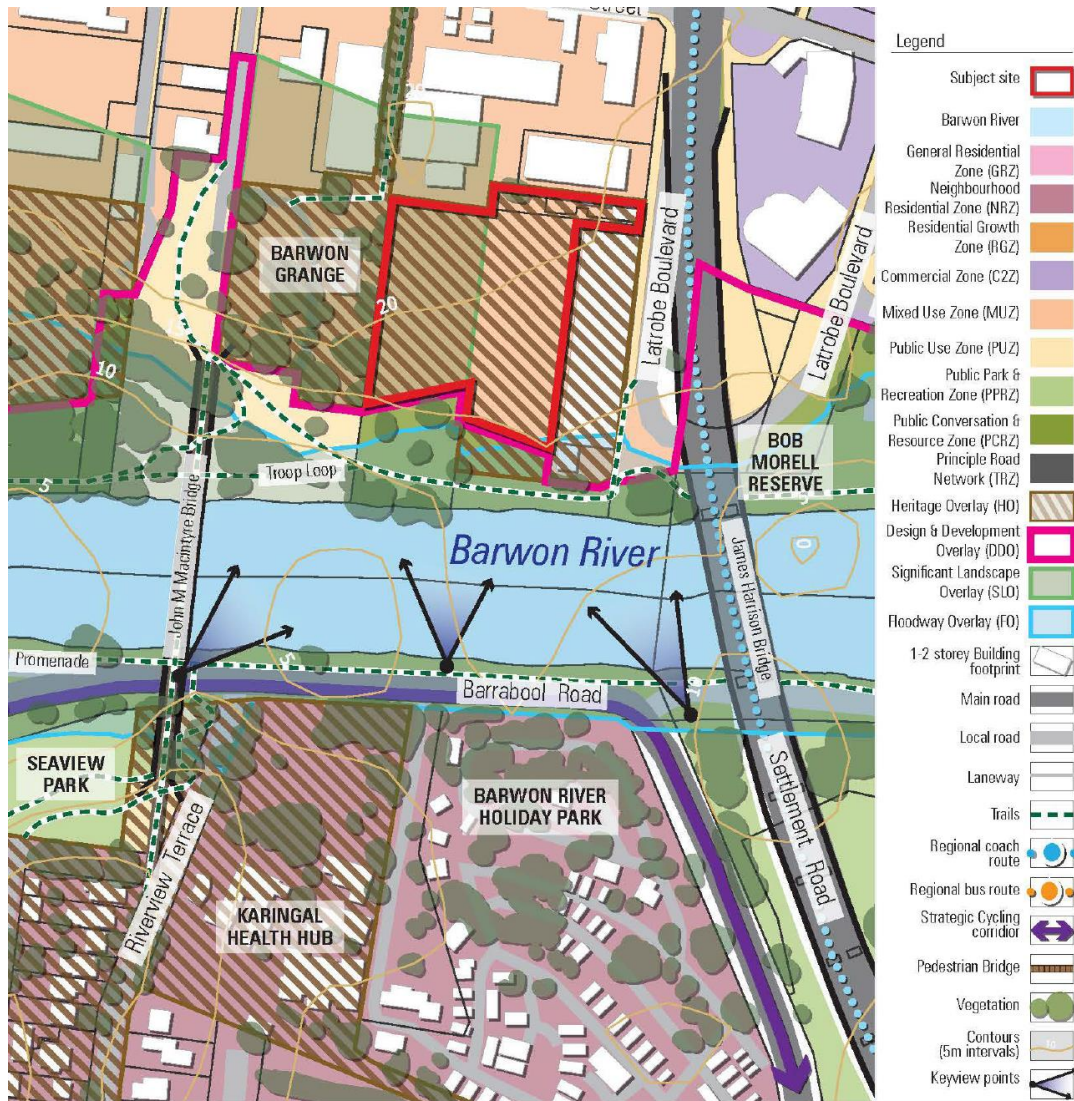 Street
20
BARWON
GRANGE
20
15
10
Latrobe Boulevard
Latrobe Boulevard
BOB
MORELL
RESERVE
Troop Loop
5
5
0
John M Macintyre Bridge
Barwon River
James Harrison Bridge
5
10
Promenade
Barrabool Road
SEAVIEW
PARK
BARWON RIVER
HOLIDAY PARK
Settlement Road
Riverview Terrace
KARINGAL
HEALTH HUB
Legend
Subject site
Barwon River
General Residential
Zone (GRZ)
Neighbourhood
Residential Zone (NRZ)
Residential Growth
Zone (RGZ)
Commercial Zone (C2Z)
Mixed Use Zone (MUZ)
Public Use Zone (PUZ)
Public Park &
Recreation Zone (PPRZ)
Public Conversation &
Resource Zone (PCRZ)
Principle Road
Network (TRZ)
Heritage Overlay (HO)
Design & Development
Overlay (DDO)
Significant Landscape
Overlay (SLO)
Floodway Overlay (FO)
1-2 storey Building
footprint
Main road
Local road
Laneway
Trails
Regional coach
route
Regional bus route
Strategic Cycling
corridor
Pedestrian Bridge
Vegetation
Contours
(5m intervals)
10
Keyview points